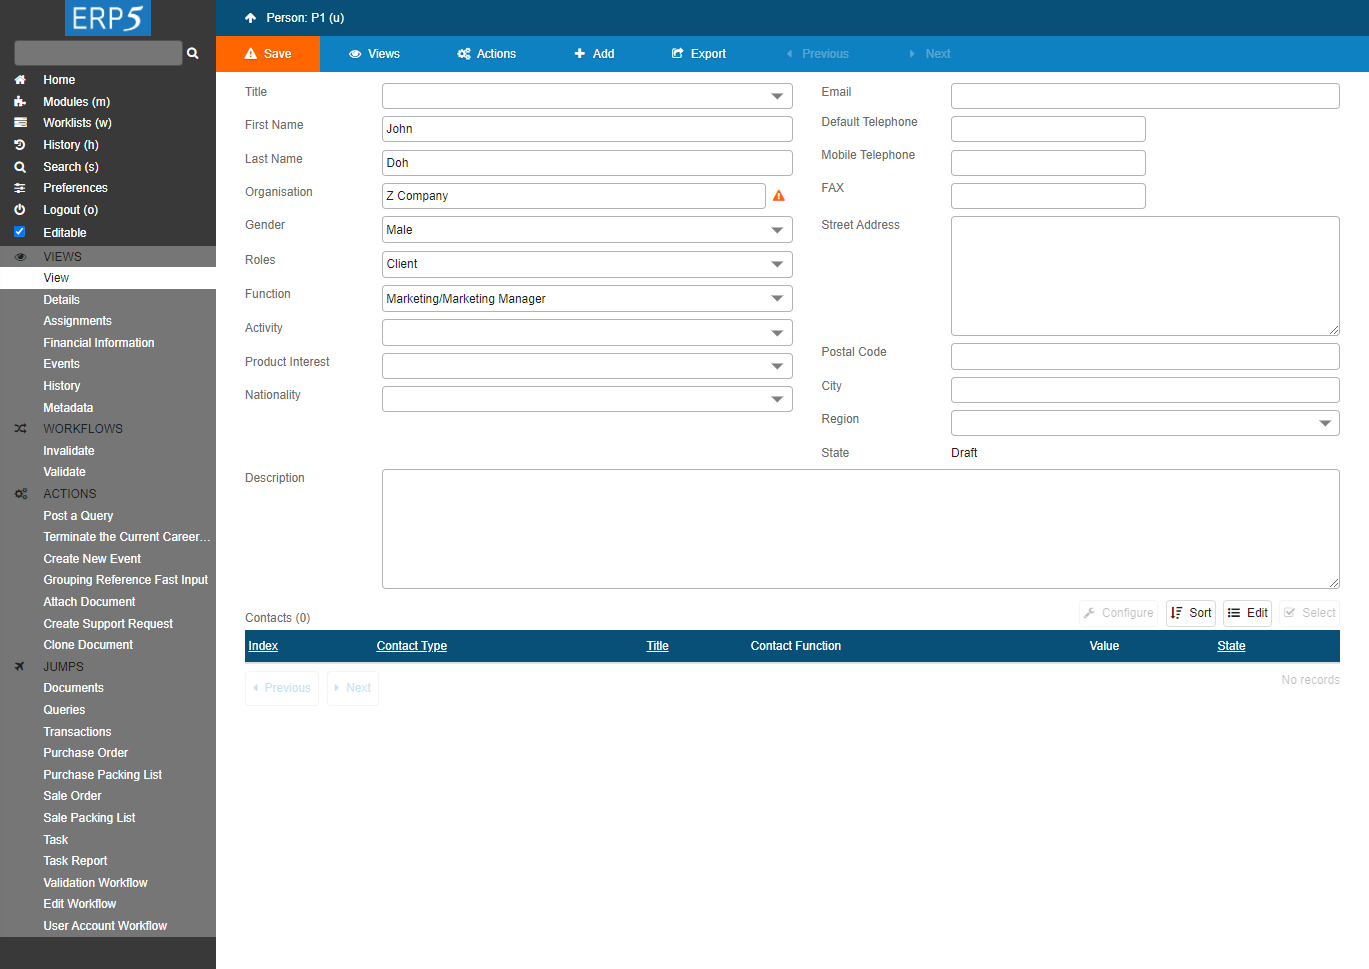 ERP5
Home
Modules (m)
Worklists (w)
History (h)
Search (s)
Preferences
Logout (o)
Editable
VIEWS
View
Details
Assignments
Financial Information
Events
History
Metadata
WORKFLOWS
Invalidate
Validate
ACTIONS
Post a Query
Terminate the Current Career...
Create New Event
Grouping Reference Fast Input
Attach Document
Create Support Request
Clone Document
JUMPS
Documents
Queries
Transactions
Purchase Order
Purchase Packing List
Sale Order
Sale Packing List
Task
Task Report
Validation Workflow
Edit Workflow
User Account Workflow
Person: P1 (u)
Save Views Actions Add Export Previous Next
Title
First Name John
Last Name Doh
Organisation Z Company
Gender Male
Roles Client
Function Marketing/Marketing Manager
Activity
Product Interest
Nationality
Email
Default Telephone
Mobile Telephone
FAX
Street Address
Postal Code
City
Region
State Draft
Description
Contacts (0) Configure Sort Edit Select
Index Contact Type Title Contact Function Value State
Previous Next No records